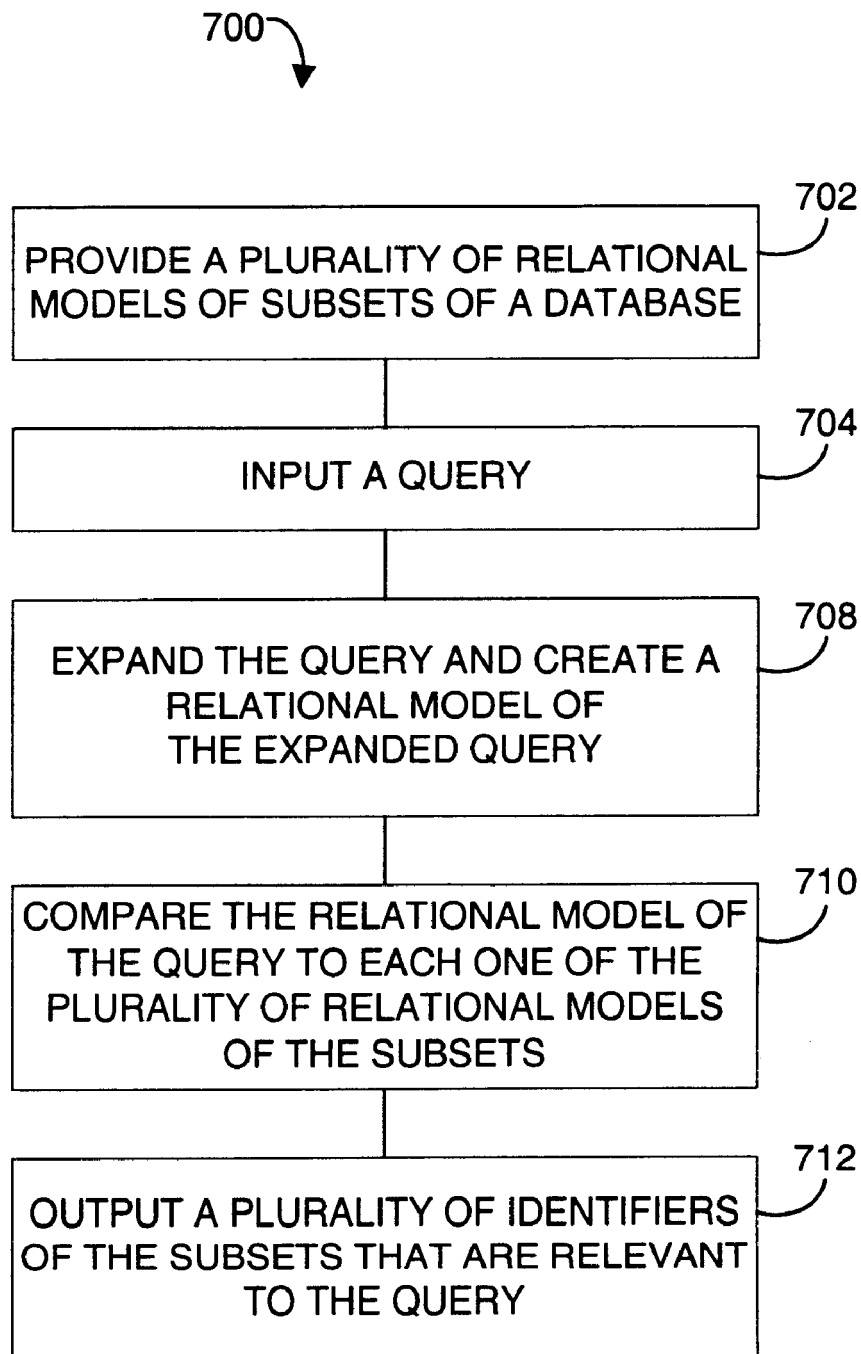 700
702
PROVIDE A PLURALITY OF RELATIONAL
MODELS OF SUBSETS OF A DATABASE
704
INPUT A QUERY
708
EXPAND THE QUERY AND CREATE A
RELATIONAL MODEL OF
THE EXPANDED QUERY
710
COMPARE THE RELATIONAL MODEL OF
THE QUERY TO EACH ONE OF THE
PLURALITY OF RELATIONAL MODELS
OF THE SUBSETS
712
OUTPUT A PLURALITY OF IDENTIFIERS
OF THE SUBSETS THAT ARE RELEVANT
TO THE QUERY